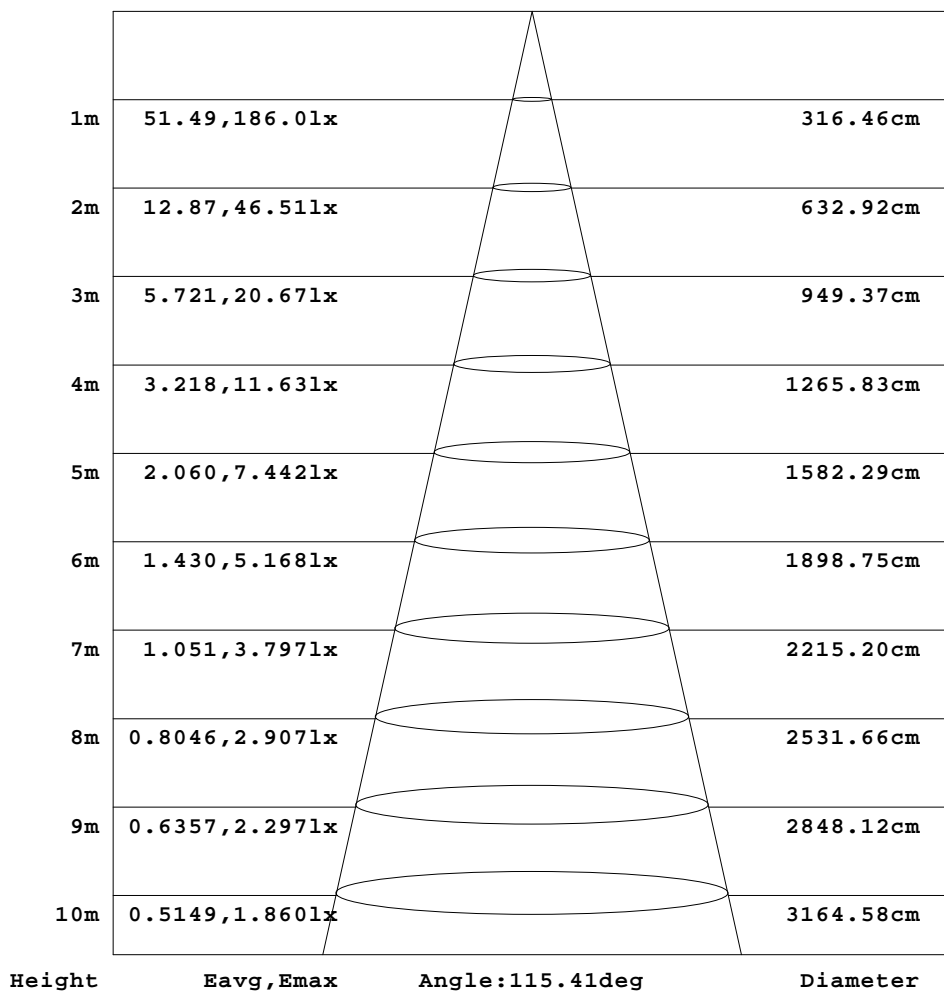 1m 51.49,186.0lx 316.46cm
2m 12.87,46.51lx 632.92cm
3m 5.721,20.67lx 949.37cm
4m 3.218,11.63lx 1265.83cm
5m 2.060,7.442lx 1582.29cm
6m 1.430,5.168lx 1898.75cm
7m 1.051,3.797lx 2215.20cm
8m 0.8046,2.907lx 2531.66cm
9m 0.6357,2.297lx 2848.12cm
10m 0.5149,1.860lx 3164.58cm
Height Eavg,Emax Angle:115.41deg Diameter